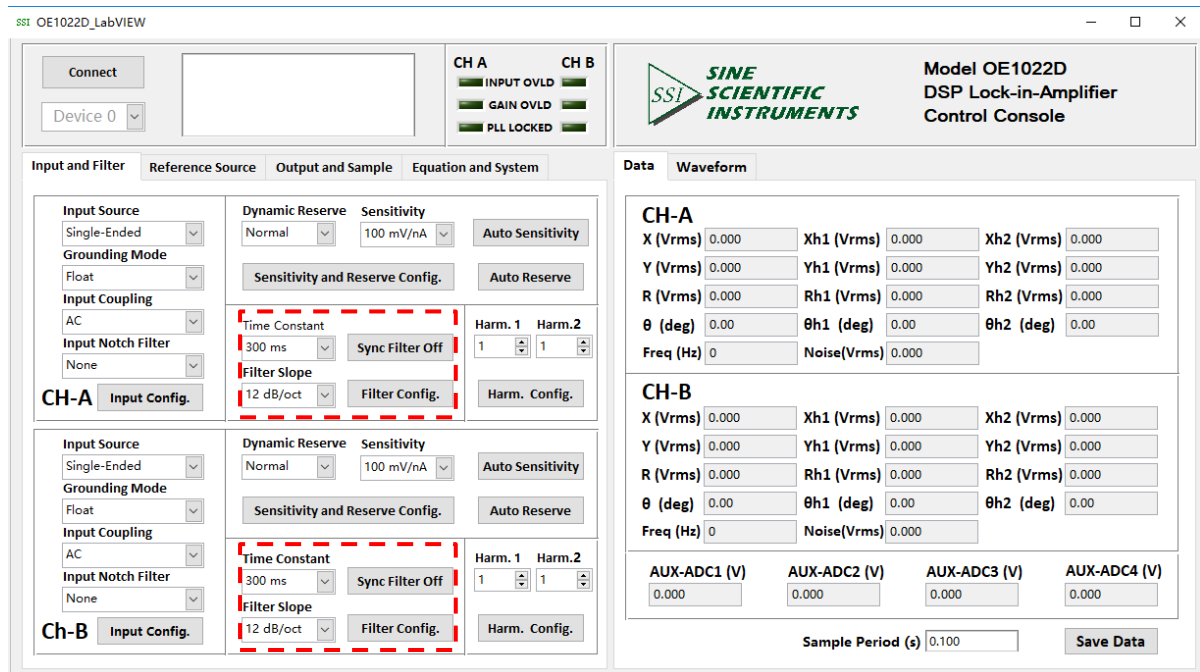 SSI OE1022D_LabVIEW
Connect
Device 0
CH A CH B
INPUT OVLD
GAIN OVLD
PLL LOCKED
SSI
SINE
SCIENTIFIC
INSTRUMENTS
Model OE1022D
DSP Lock-in-Amplifier
Control Console
Input and Filter Reference Source Output and Sample Equation and System
Input Source
Single-Ended
Grounding Mode
Float
Input Coupling
AC
Input Notch Filter
None
CH-A Input Config.
Dynamic Reserve Sensitivity
Normal 100 mV/nA Auto Sensitivity
Sensitivity and Reserve Config. Auto Reserve
Time Constant
300 ms Sync Filter Off
Filter Slope
12 dB/oct Filter Config.
Harm. 1 Harm.2
1 1
Harm. Config.
Input Source
Single-Ended
Grounding Mode
Float
Input Coupling
AC
Input Notch Filter
None
Ch-B Input Config.
Dynamic Reserve Sensitivity
Normal 100 mV/nA Auto Sensitivity
Sensitivity and Reserve Config. Auto Reserve
Time Constant
300 ms Sync Filter Off
Filter Slope
12 dB/oct Filter Config.
Harm. 1 Harm.2
1 1
Harm. Config.
Data Waveform
CH-A
X (Vrms) 0.000 Xh1 (Vrms) 0.000 Xh2 (Vrms) 0.000
Y (Vrms) 0.000 Yh1 (Vrms) 0.000 Yh2 (Vrms) 0.000
R (Vrms) 0.000 Rh1 (Vrms) 0.000 Rh2 (Vrms) 0.000
θ (deg) 0.00 θh1 (deg) 0.00 θh2 (deg) 0.00
Freq (Hz) 0 Noise(Vrms) 0.000
CH-B
X (Vrms) 0.000 Xh1 (Vrms) 0.000 Xh2 (Vrms) 0.000
Y (Vrms) 0.000 Yh1 (Vrms) 0.000 Yh2 (Vrms) 0.000
R (Vrms) 0.000 Rh1 (Vrms) 0.000 Rh2 (Vrms) 0.000
θ (deg) 0.00 θh1 (deg) 0.00 θh2 (deg) 0.00
Freq (Hz) 0 Noise(Vrms) 0.000
AUX-ADC1 (V) AUX-ADC2 (V) AUX-ADC3 (V) AUX-ADC4 (V)
0.000 0.000 0.000 0.000
Sample Period (s) 0.100 Save Data